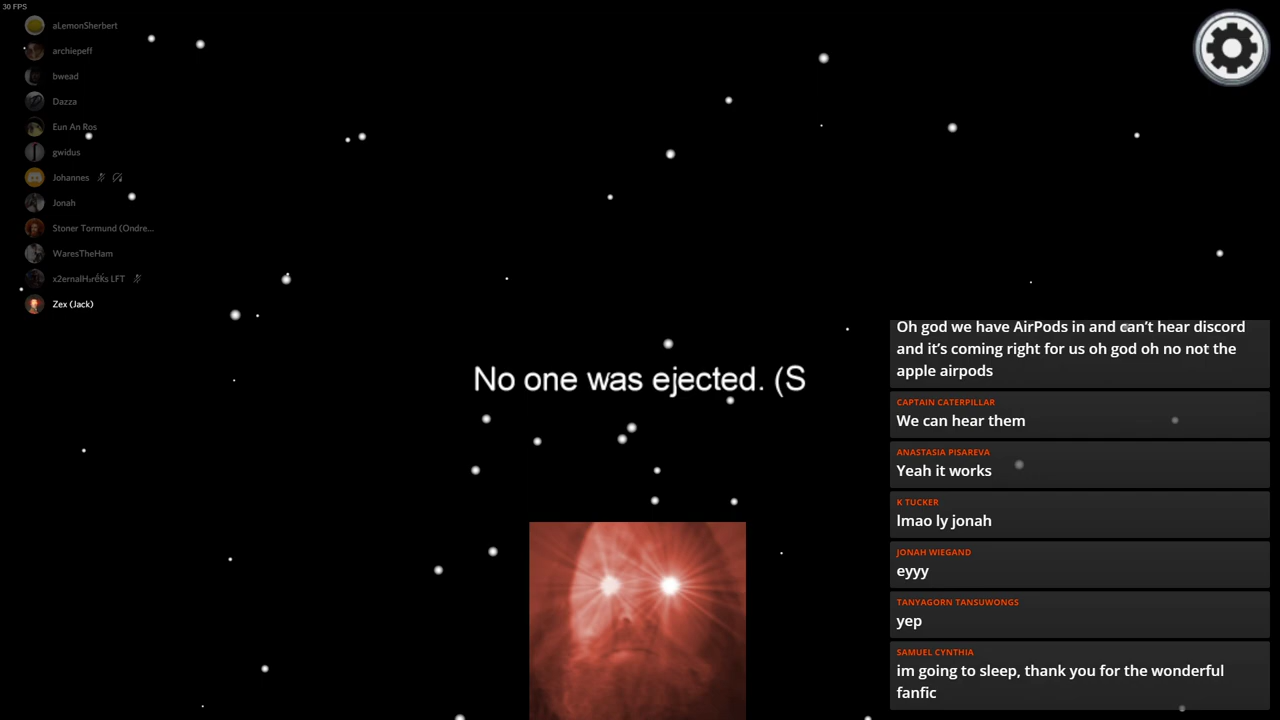 30 FPS
aLemonSherbert
archiepeff
bwead
Dazza
Eun An Ros
gwidus
Johannes
Jonah
Stoner Tormund (Ondre...
WaresTheHam
LFT
Zex (Jack)
No one was ejected. (S
Oh god we have AirPods in and can’t hear discord
and it’s coming right for us oh god oh no not the
apple airpods
CAPTAIN CATERPILLAR
We can hear them
ANASTASIA PISAREVA
Yeah it works
K TUCKER
lmao ly jonah
JONAH WIEGAND
eyyy
TANYAGORN TANSUWONGS
yep
SAMUEL CYNTHIA
im going to sleep, thank you for the wonderful
fanfic